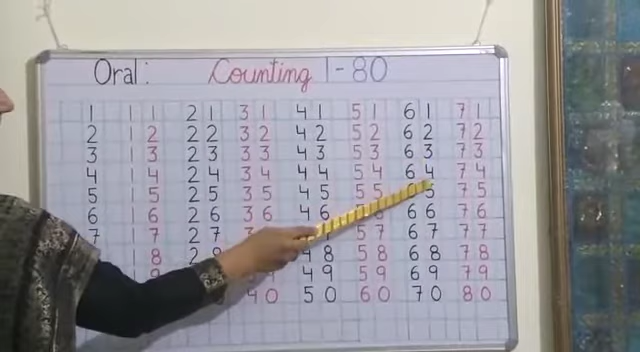 Oral: Counting 1-80
1 11 21 31 41 51 61 71
2 12 22 32 42 52 62 72
3 13 23 33 43 53 63 73
4 14 24 34 44 54 64 74
5 15 25 35 45 55 65 75
6 16 26 36 46 66 76
7 17 27 57 67 77
18 28 48 58 68 78
49 59 69 79
40 50 60 70 80